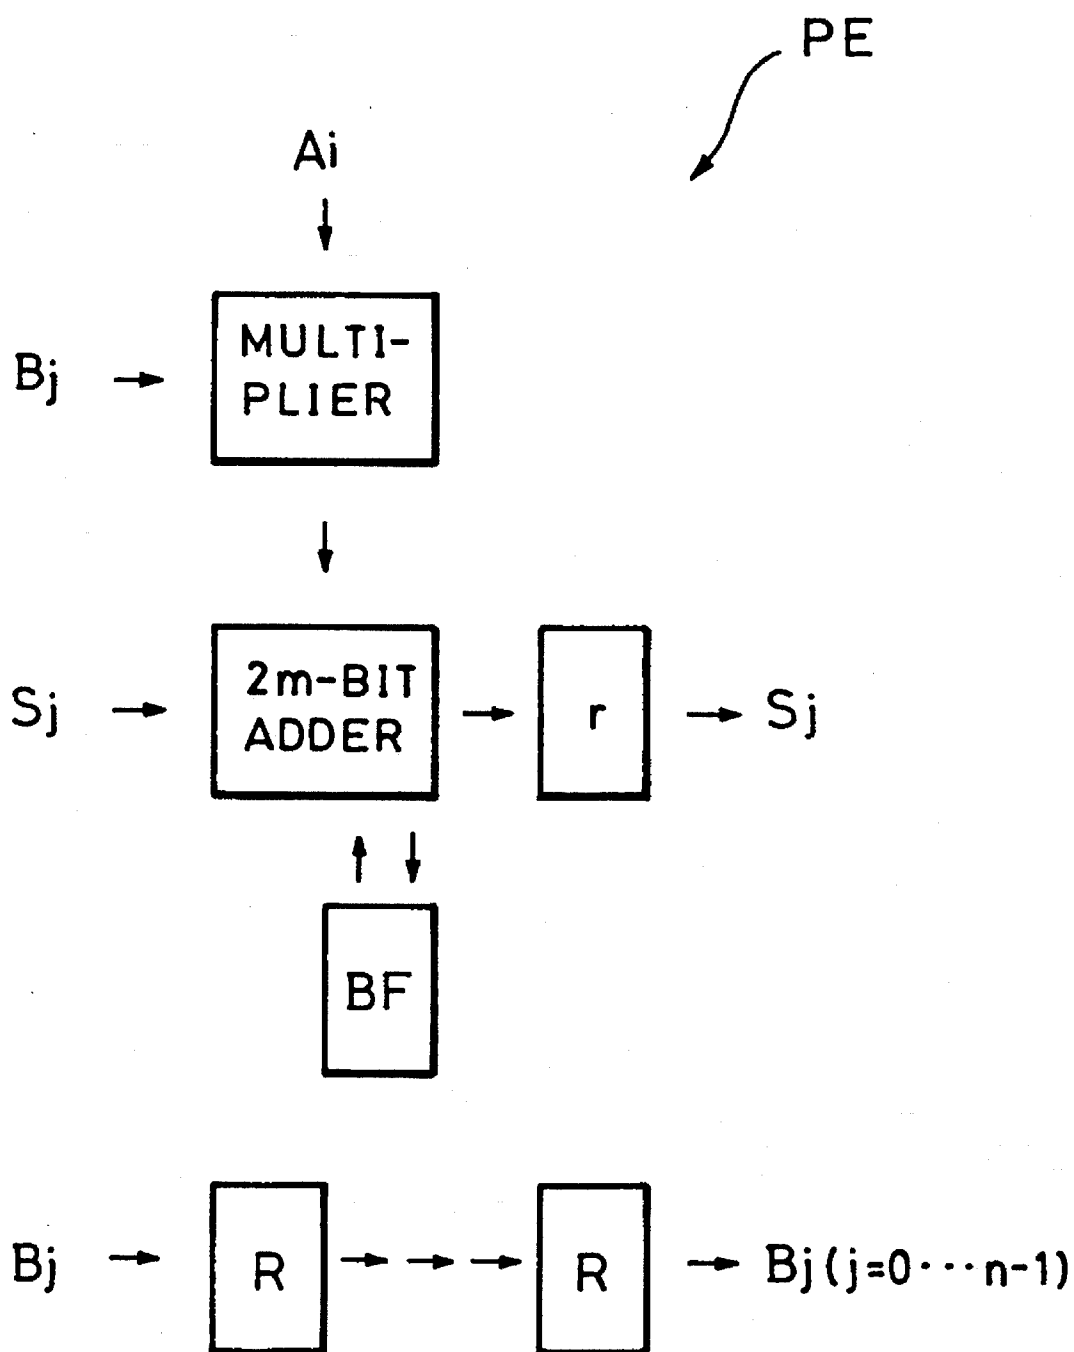 PE
Ai
Bj
MULTI-
PLIER
Sj
2m-BIT
ADDER
r
Sj
BF
Bj
R
R
Bj (j=0···n-1)